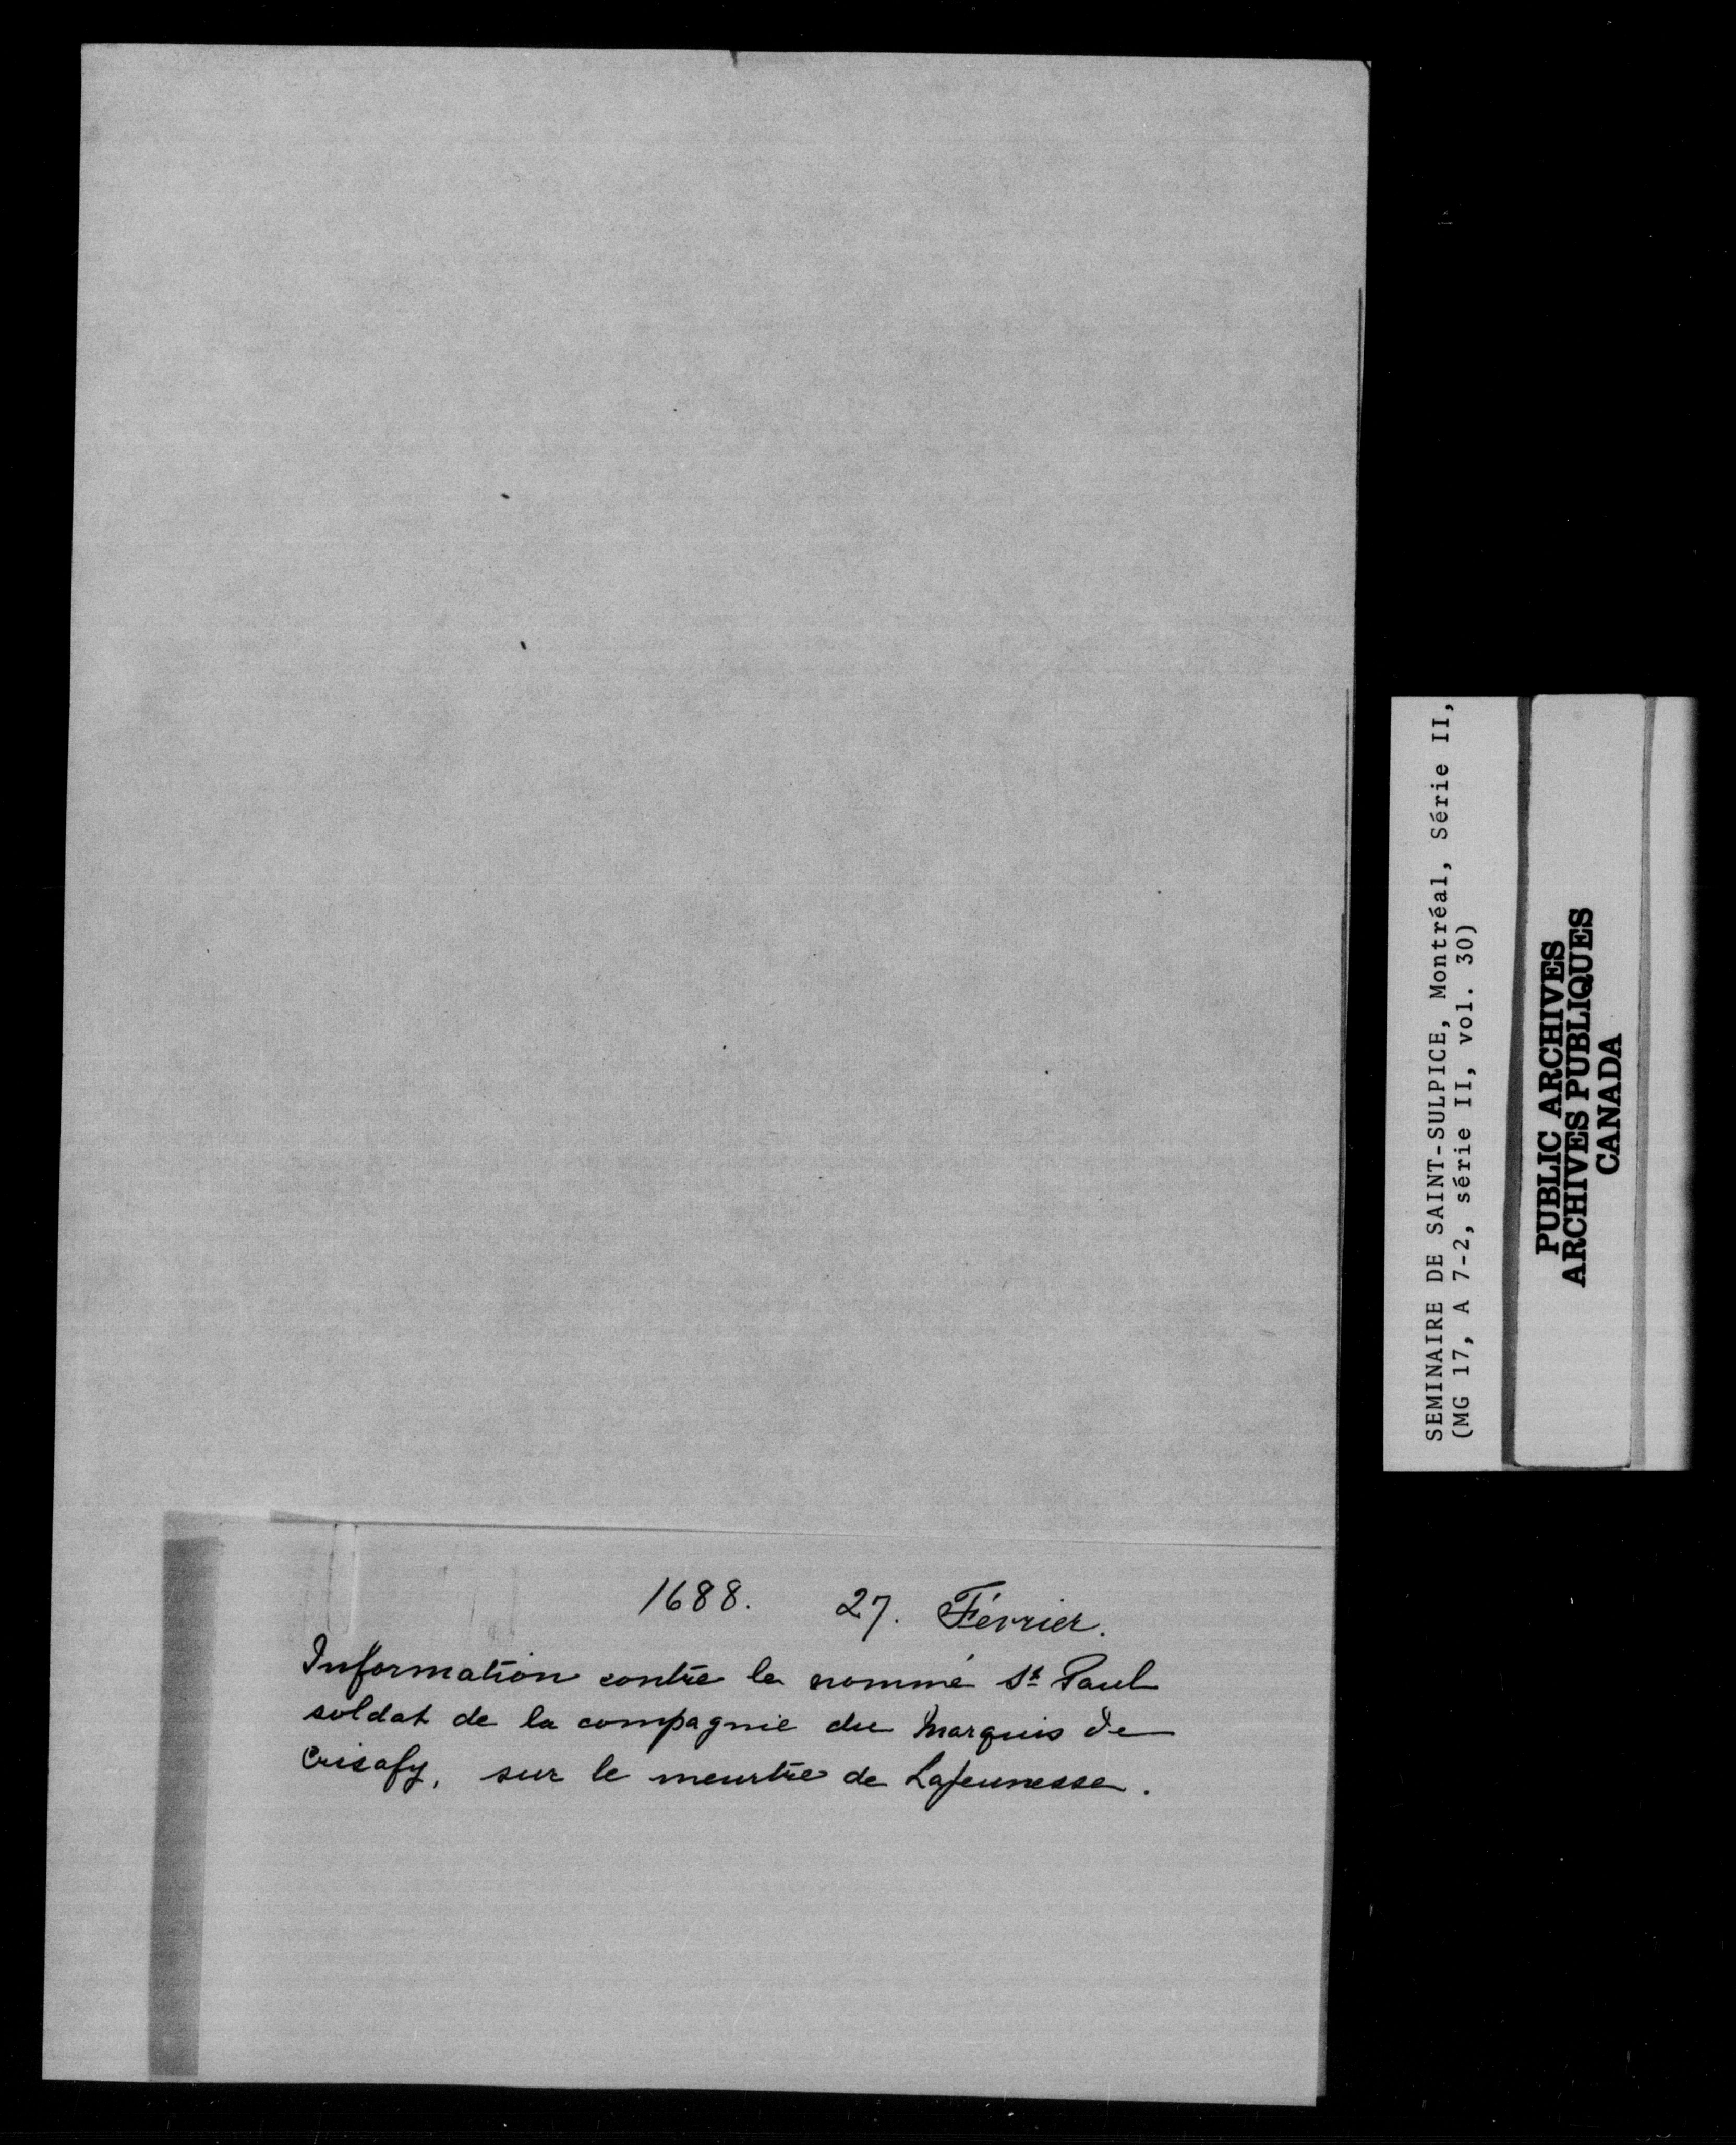 1688. 27. Février.
Information contre le nommé St Paul
soldat de la compagnie du Marquis de
Crisafy, sur le meurtre de Lajeunesse.
SEMINAIRE DE SAINT-SULPICE, Montréal, Série II,
(MG 17, A 7-2, série II, vol. 30)
PUBLIC ARCHIVES
ARCHIVES PUBLIQUES
CANADA